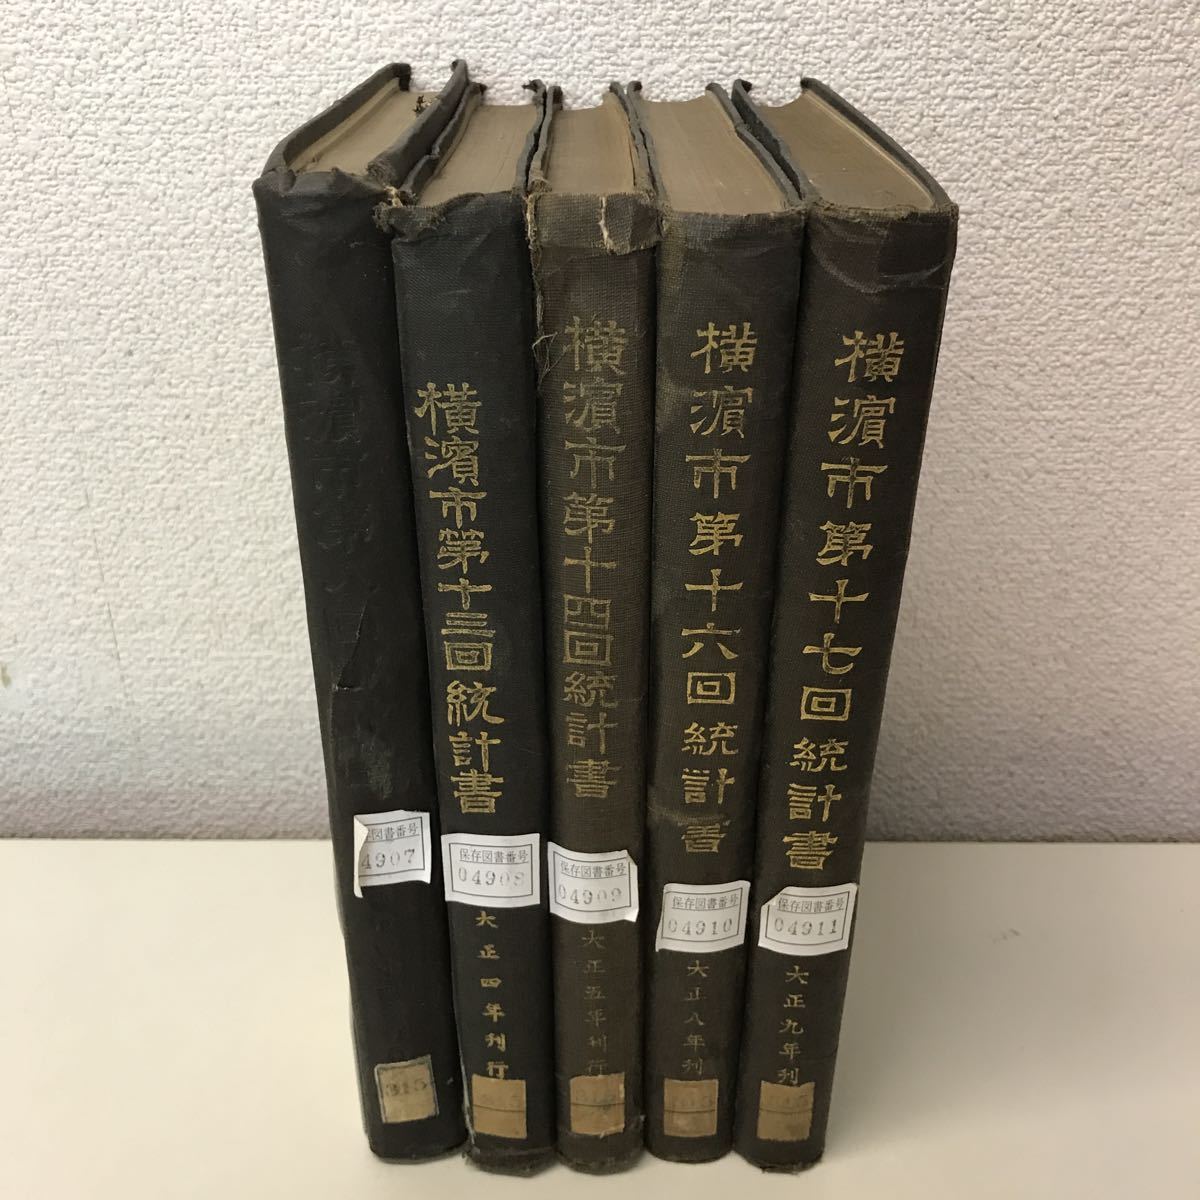 濱市第
存図書番号
4907
横濱市第十三回統計書
保存図書番号
04908
大正四年刊行
横濱市第十四回統計書
保存図書番号
04909
大正五年刊行
横濱市第十六回統計書
保存図書番号
04910
大正八年刊
横濱市第十七回統計書
保存図書番号
04911
大正九年刊